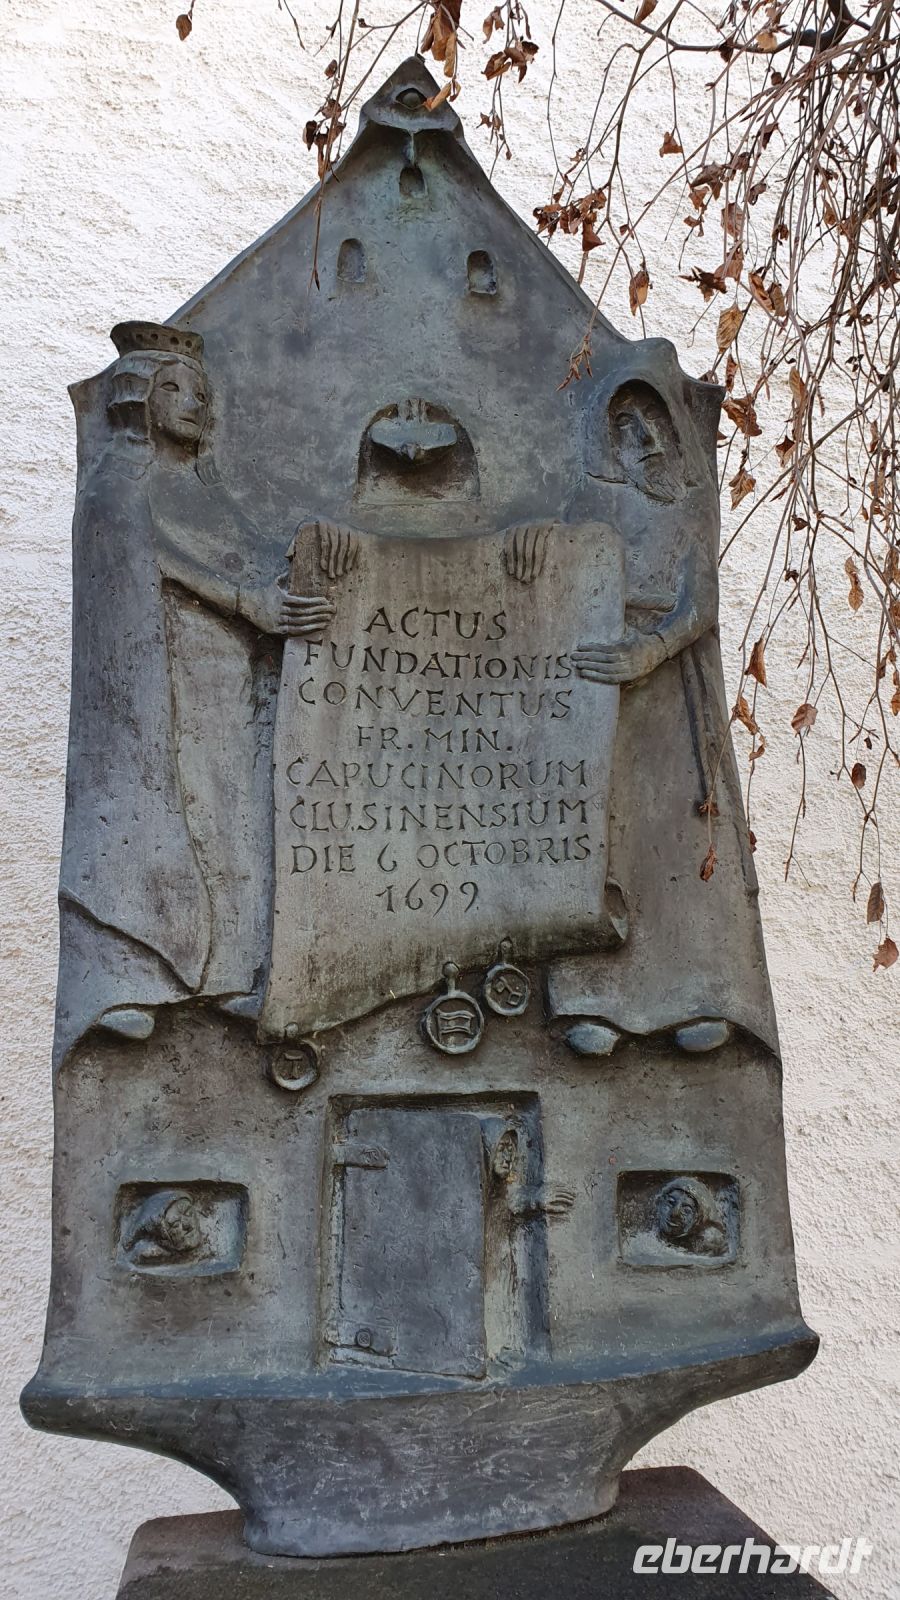 ACTUS
FUNDATIONIS
CONVENTUS
FR. MIN.
CAPUCINORUM
CLUSINENSIUM
DIE 6 OCTOBRIS
1699
eberhardt